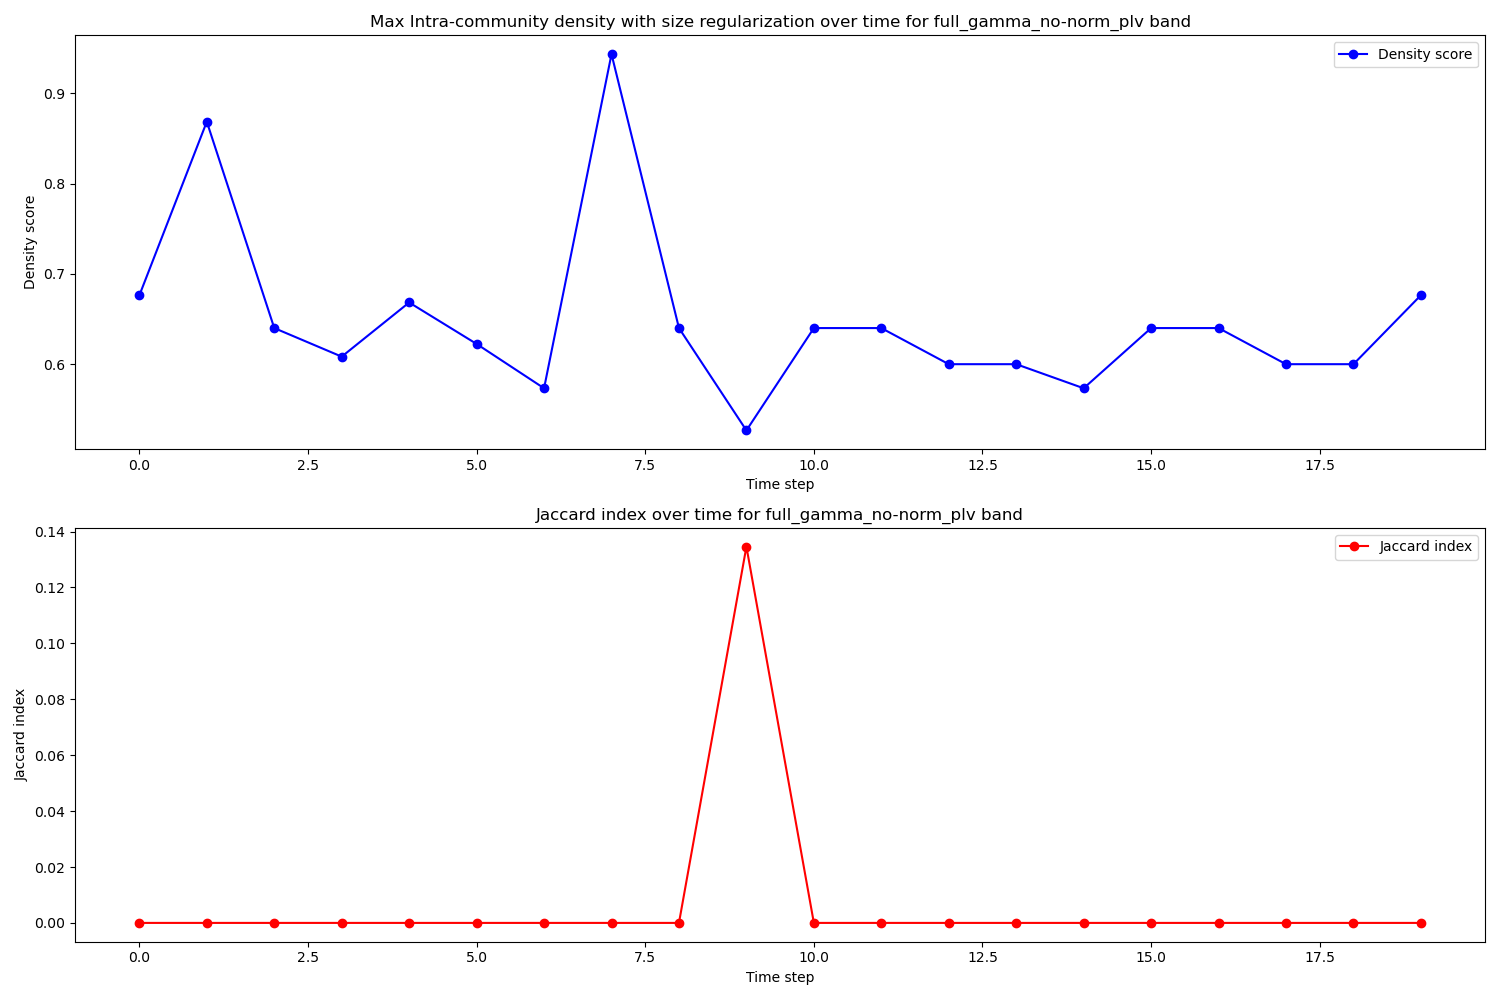 Max Intra-community density with size regularization over time for full_gamma_no-norm_plv band
Density score
0.9
0.8
0.7
0.6
Density score
0.0 2.5 5.0 7.5 10.0 12.5 15.0 17.5
Time step
Jaccard index over time for full_gamma_no-norm_plv band
Jaccard index
0.14
0.12
0.10
0.08
0.06
0.04
0.02
0.00
Jaccard index
0.0 2.5 5.0 7.5 10.0 12.5 15.0 17.5
Time step